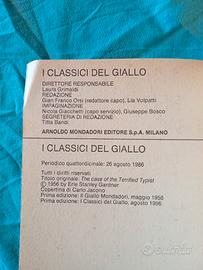 I CLASSICI DEL GIALLO
DIRETTORE RESPONSABILE
Laura Grimaldi
REDAZIONE
Gian Franco Orsi (redattore capo), Lia Volpatti
IMPAGINAZIONE
Nicola Giacchetti (capo servizio), Giuseppe Bosco
SEGRETERIA DI REDAZIONE
Titta Bandi
ARNOLDO MONDADORI EDITORE S.p.A. MILANO
I CLASSICI DEL GIALLO
Periodico quattordicinale: 26 agosto 1986
Tutti i diritti riservati
Titolo originale: The case of the Terrified Typist
© 1956 by Erle Stanley Gardner
Copertina di Carlo Jacono
Prima edizione: Il Giallo Mondadori, maggio 1958
Prima edizione: I Classici del Giallo, agosto 1986
subito